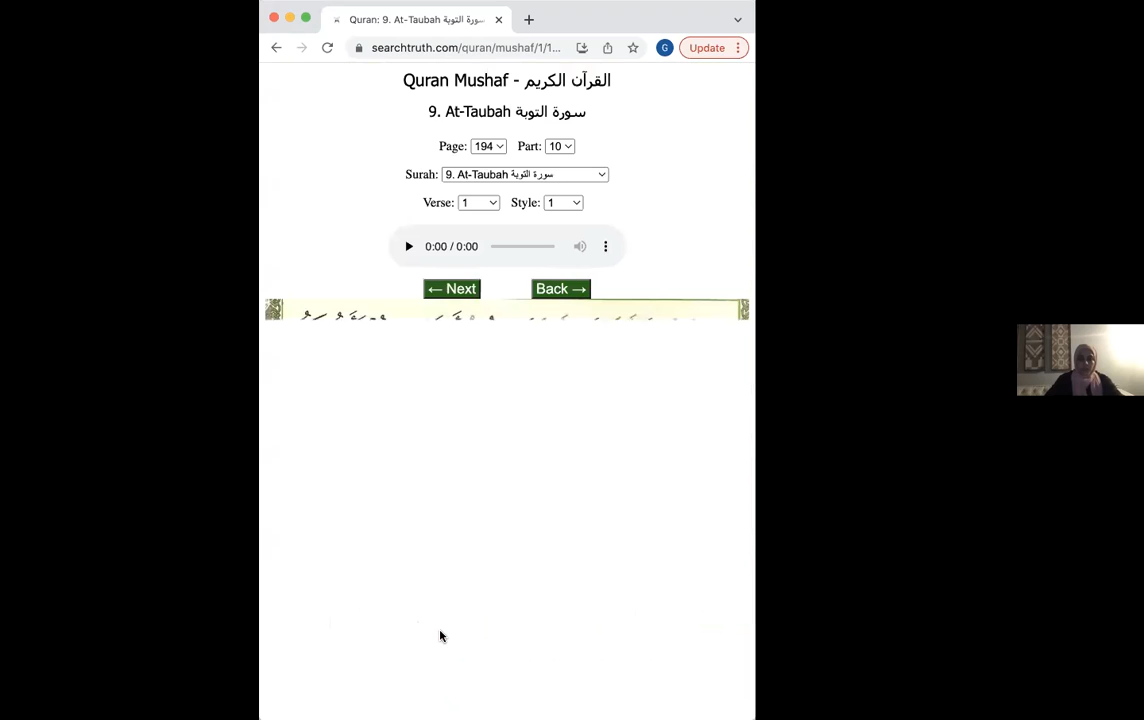 Quran: 9. At-Taubah سورة التوبة
searchtruth.com/quran/mushaf/1/1...
G
Update
Quran Mushaf - القرآن الكريم
9. At-Taubah سورة التوبة
Page: 194 Part: 10
Surah: 9. At-Taubah سورة التوبة
Verse: 1 Style: 1
0:00 / 0:00
← Next Back →